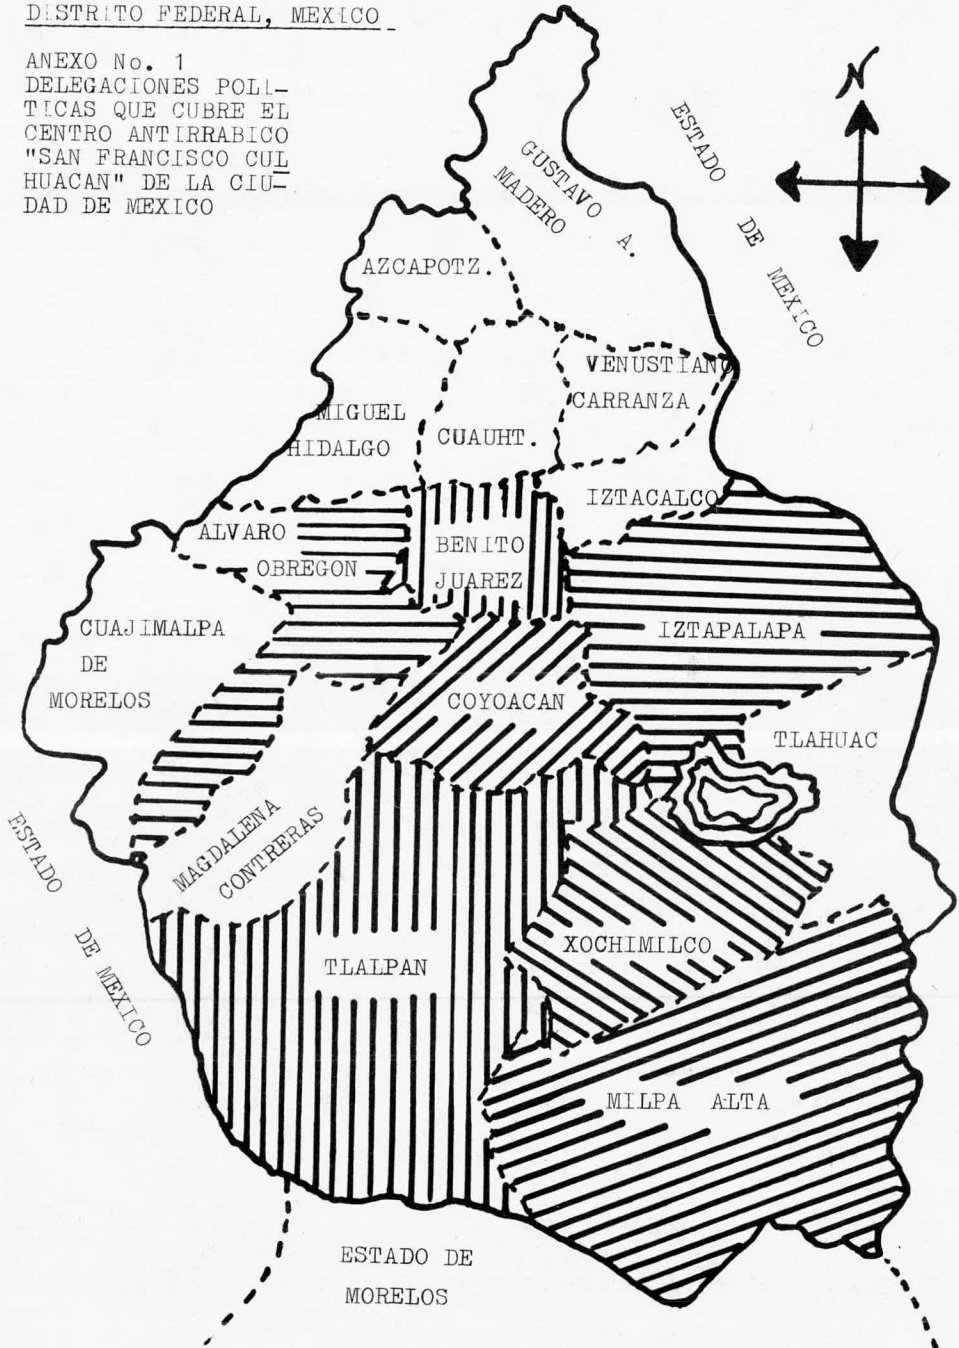 DISTRITO FEDERAL, MEXICO
ANEXO No. 1
DELEGACIONES POLI-
TICAS QUE CUBRE EL
CENTRO ANTIRRABICO
"SAN FRANCISCO CUL
HUACAN" DE LA CIU-
DAD DE MEXICO
N
ESTADO
DE MEXICO
GUSTAVO A.
MADERO
AZCAPOTZ.
VENUSTIANO
CARRANZA
MIGUEL
HIDALGO
CUAUHT.
IZTACALCO
ALVARO
OBREGON
BENITO
JUAREZ
CUAJIMALPA
DE
MORELOS
IZTAPALAPA
COYOACAN
TLAHUAC
MAGDALENA
CONTRERAS
ESTADO
DE MEXICO
TLALPAN
XOCHIMILCO
MILPA ALTA
ESTADO DE
MORELOS